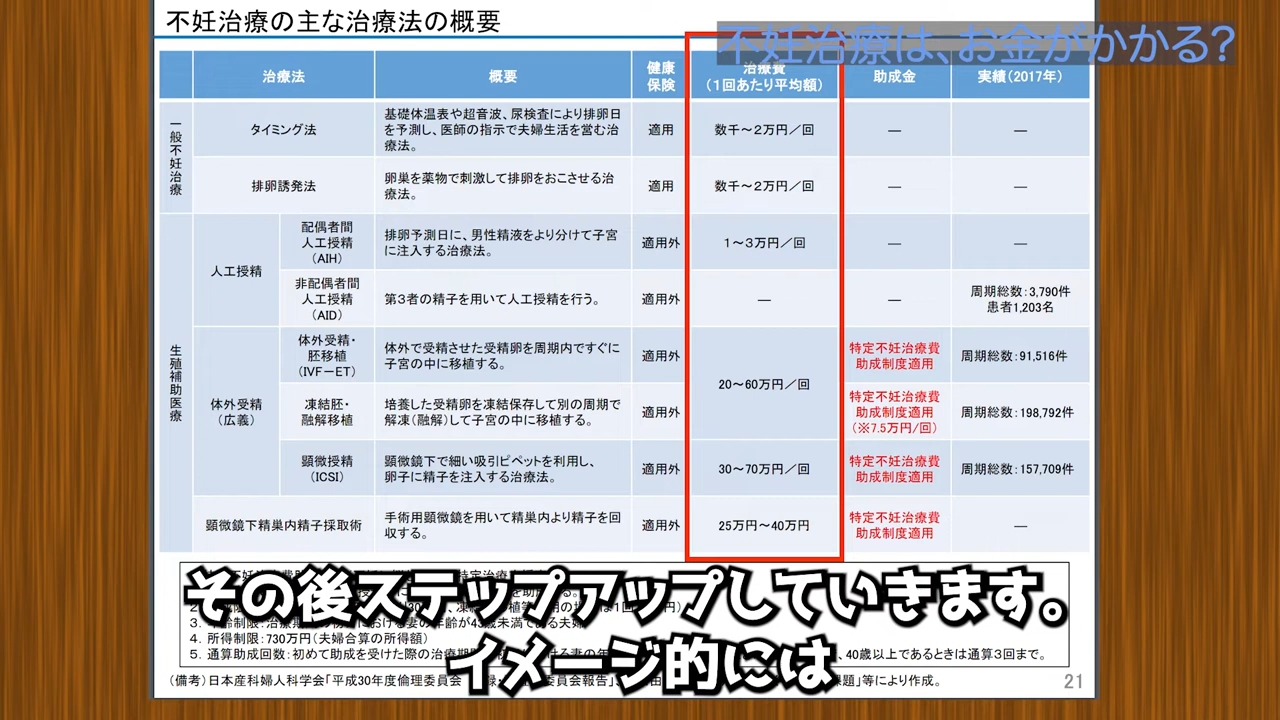 不妊治療の主な治療法の概要
不妊治療は、お金がかかる?
治療法
概要
健康
保険
治療費
(1回あたり平均額)
助成金
実績(2017年)
一般不妊治療
タイミング法
基礎体温表や超音波、尿検査により排卵日
を予測し、医師の指示で夫婦生活を営む治
療法。
適用
数千~2万円/回
―
―
排卵誘発法
卵巣を薬物で刺激して排卵をおこさせる治
療法。
適用
数千~2万円/回
―
―
生殖補助医療
人工授精
配偶者間
人工授精
(AIH)
排卵予測日に、男性精液をより分けて子宮
に注入する治療法。
適用外
1~3万円/回
―
―
非配偶者間
人工授精
(AID)
第3者の精子を用いて人工授精を行う。
適用外
―
―
周期総数:3,790件
患者1,203名
体外受精
(広義)
体外受精・
胚移植
(IVF-ET)
体外で受精させた受精卵を周期内ですぐに
子宮の中に移植する。
適用外
20~60万円/回
特定不妊治療費
助成制度適用
周期総数:91,516件
凍結胚・
融解移植
培養した受精卵を凍結保存して別の周期で
解凍(融解)して子宮の中に移植する。
適用外
特定不妊治療費
助成制度適用
(※7.5万円/回)
周期総数:198,792件
顕微授精
(ICSI)
顕微鏡下で細い吸引ピペットを利用し、
卵子に精子を注入する治療法。
適用外
30~70万円/回
特定不妊治療費
助成制度適用
周期総数:157,709件
顕微鏡下精巣内精子採取術
手術用顕微鏡を用いて精巣内より精子を回
収する。
適用外
25万円~40万円
特定不妊治療費
助成制度適用
―
その後ステップアップしていきます。
イメージ的には
4. 所得制限:730万円(夫婦合算の所得額)
5. 通算助成回数:初めて助成を受けた際の治療期 40歳以上であるときは通算3回まで。
(備考)日本産科婦人科学会「平成30年度倫理委員会 委員会報告」 等により作成。
21